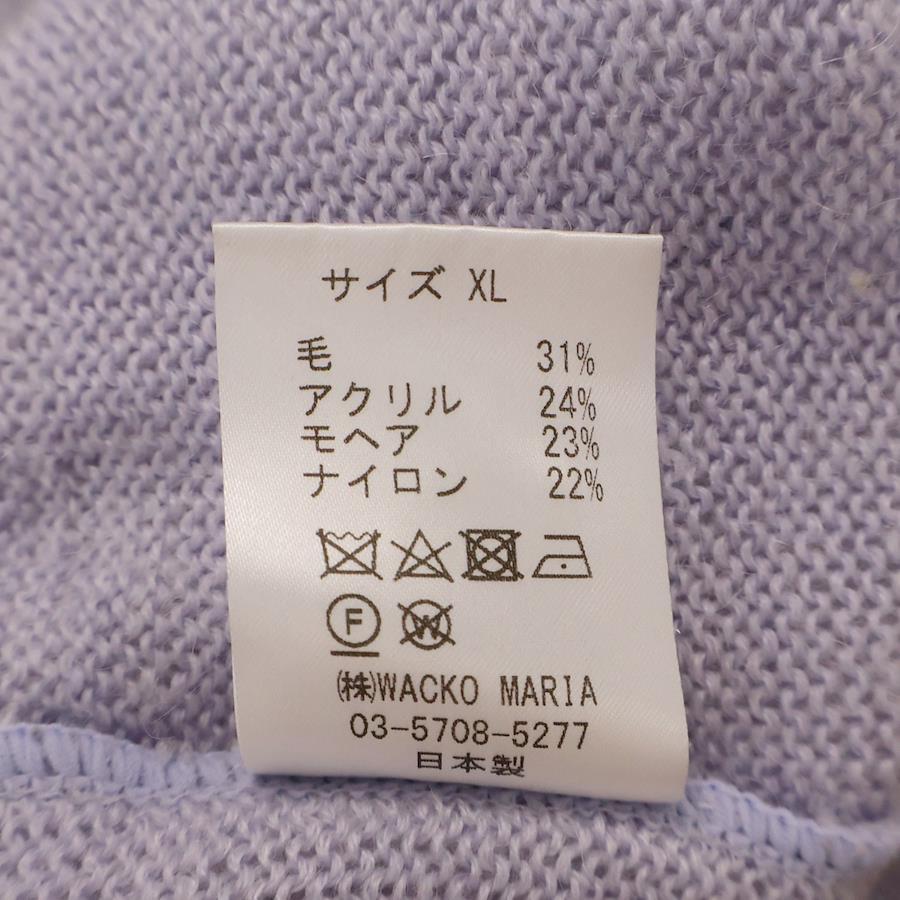 サイズ XL
毛 31%
アクリル 24%
モヘア 23%
ナイロン 22%
F W
㈱WACKO MARIA
03-5708-5277
日本製